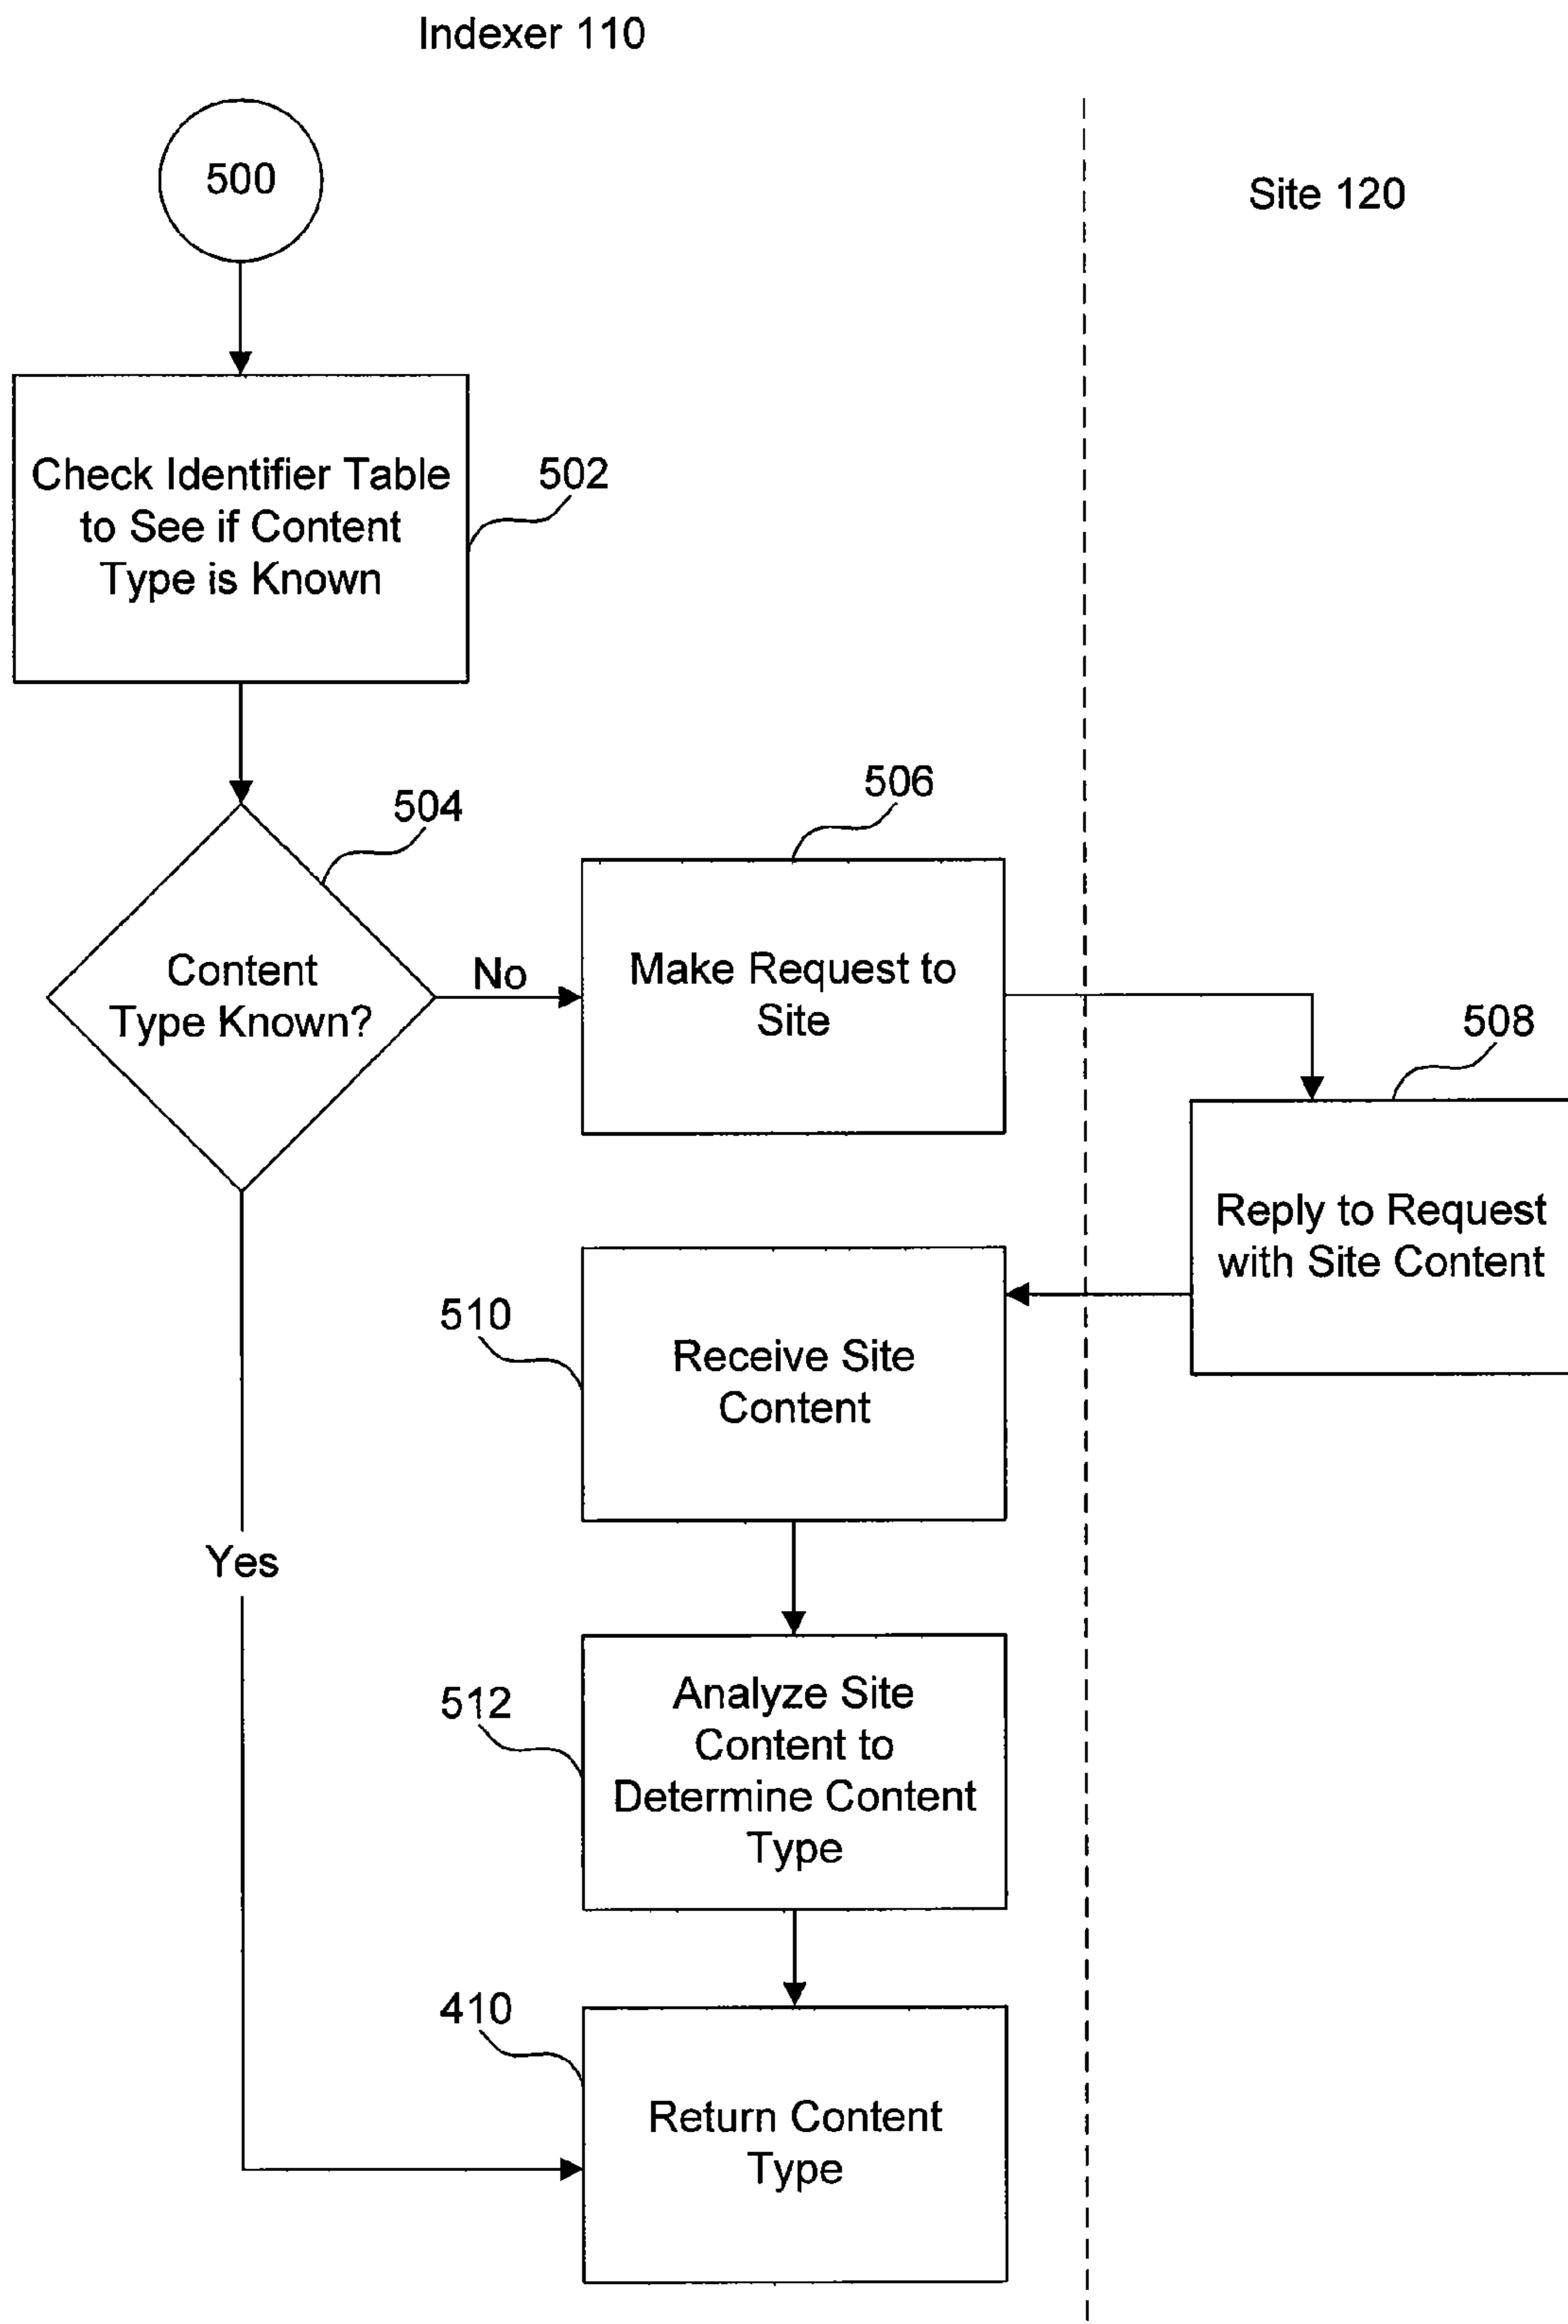 Indexer 110
500
Site 120
Check Identifier Table
to See if Content
Type is Known
502
504
Content
Type Known?
No
506
Make Request to
Site
508
Reply to Request
with Site Content
510
Receive Site
Content
Yes
512
Analyze Site
Content to
Determine Content
Type
410
Return Content
Type